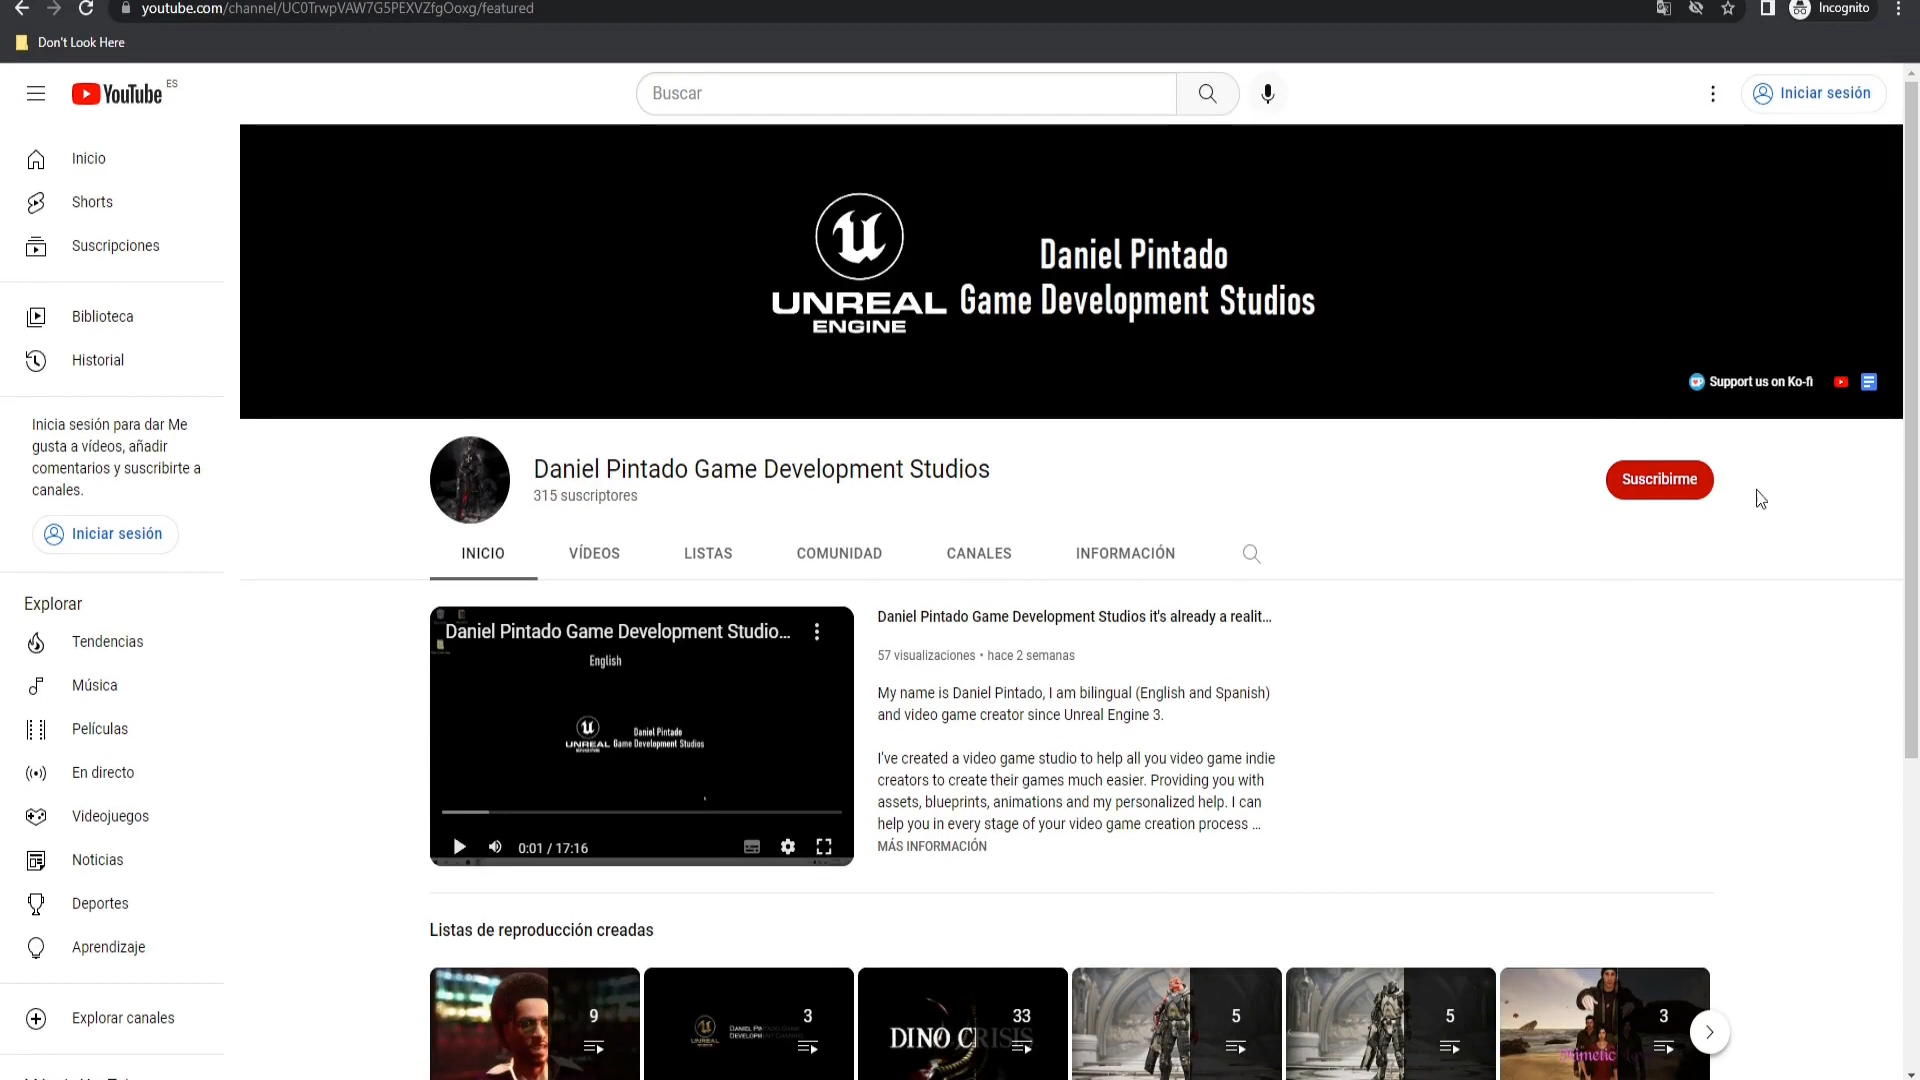 youtube.com/channel/UC0TrwpVAW7G5PEXVZfgOoxg/featured
Incognito
Don't Look Here
YouTube ES
Buscar
Iniciar sesión
Inicio
Shorts
Suscripciones
Biblioteca
Historial
Inicia sesión para dar Me
gusta a vídeos, añadir
comentarios y suscribirte a
canales.
Iniciar sesión
Explorar
Tendencias
Música
Películas
En directo
Videojuegos
Noticias
Deportes
Aprendizaje
Explorar canales
UNREAL
ENGINE
Daniel Pintado
Game Development Studios
Support us on Ko-fi
Daniel Pintado Game Development Studios
315 suscriptores
Suscribirme
INICIO
VÍDEOS
LISTAS
COMUNIDAD
CANALES
INFORMACIÓN
Daniel Pintado Game Development Studio...
English
UNREAL
Daniel Pintado
Game Development Studios
0:01 / 17:16
Daniel Pintado Game Development Studios it's already a realit...
57 visualizaciones • hace 2 semanas
My name is Daniel Pintado, I am bilingual (English and Spanish)
and video game creator since Unreal Engine 3.
I've created a video game studio to help all you video game indie
creators to create their games much easier. Providing you with
assets, blueprints, animations and my personalized help. I can
help you in every stage of your video game creation process ...
MÁS INFORMACIÓN
Listas de reproducción creadas
9
3
DINO CRISIS
33
5
5
3